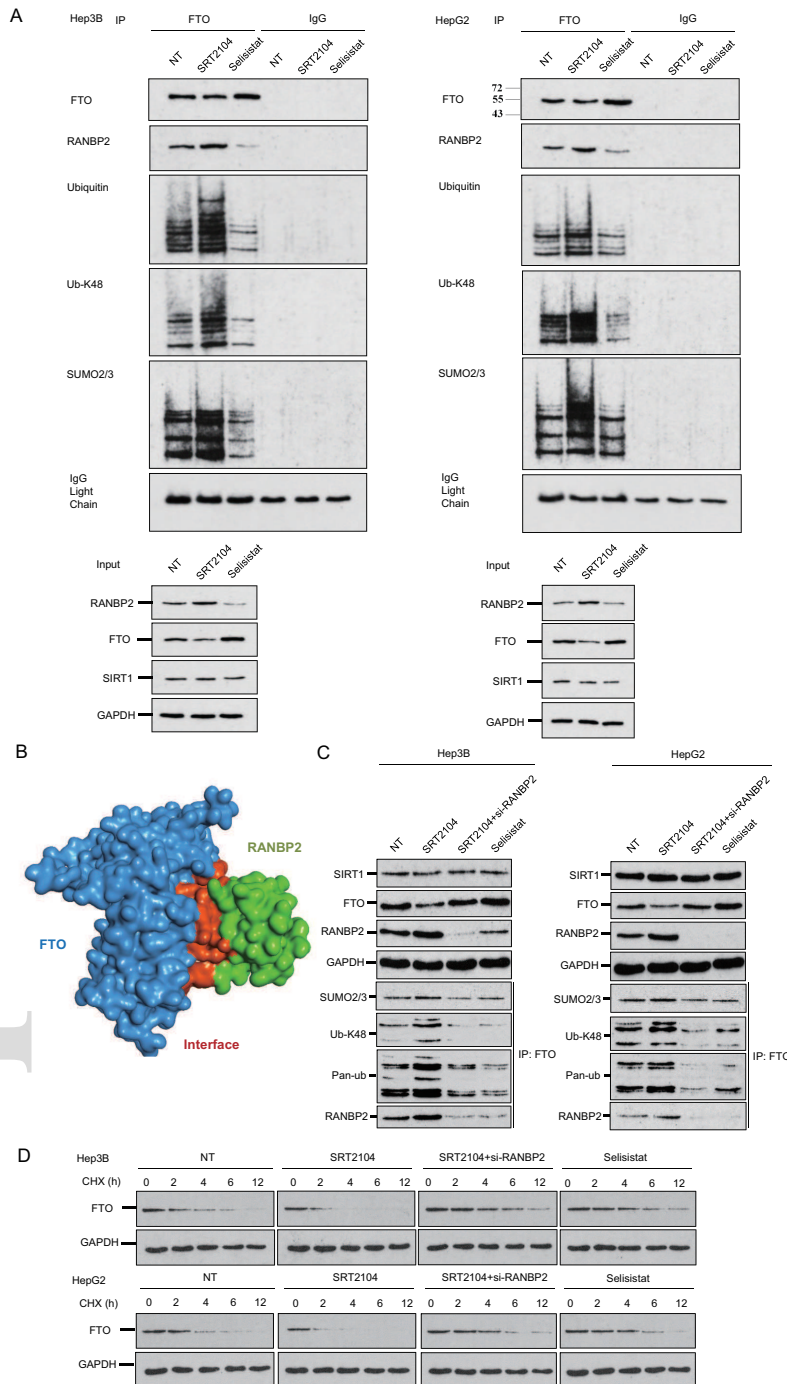 A
Hep3B IP FTO IgG
NT SRT2104 Selisistat NT SRT2104 Selisistat
FTO
RANBP2
Ubiquitin
Ub-K48
SUMO2/3
IgG
Light
Chain
Input NT SRT2104 Selisistat
RANBP2
FTO
SIRT1
GAPDH
HepG2 IP FTO IgG
NT SRT2104 Selisistat NT SRT2104 Selisistat
72
FTO 55
43
RANBP2
Ubiquitin
Ub-K48
SUMO2/3
IgG
Light
Chain
Input NT SRT2104 Selisistat
RANBP2
FTO
SIRT1
GAPDH
B
RANBP2
FTO
Interface
C
Hep3B
NT SRT2104 SRT2104+si-RANBP2 Selisistat
SIRT1
FTO
RANBP2
GAPDH
SUMO2/3
Ub-K48
IP: FTO
Pan-ub
RANBP2
HepG2
NT SRT2104 SRT2104+si-RANBP2 Selisistat
SIRT1
FTO
RANBP2
GAPDH
SUMO2/3
Ub-K48
IP: FTO
Pan-ub
RANBP2
D
Hep3B NT SRT2104 SRT2104+si-RANBP2 Selisistat
CHX (h) 0 2 4 6 12 0 2 4 6 12 0 2 4 6 12 0 2 4 6 12
FTO
GAPDH
HepG2 NT SRT2104 SRT2104+si-RANBP2 Selisistat
CHX (h) 0 2 4 6 12 0 2 4 6 12 0 2 4 6 12 0 2 4 6 12
FTO
GAPDH